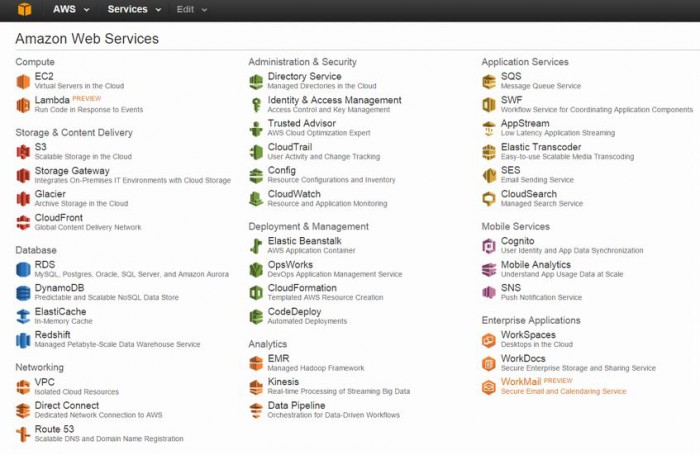 AWS Services Edit
Amazon Web Services
Compute
EC2
Virtual Servers in the Cloud
Lambda PREVIEW
Run Code in Response to Events
Storage & Content Delivery
S3
Scalable Storage in the Cloud
Storage Gateway
Integrates On-Premises IT Environments with Cloud Storage
Glacier
Archive Storage in the Cloud
CloudFront
Global Content Delivery Network
Database
RDS
MySQL, Postgres, Oracle, SQL Server, and Amazon Aurora
DynamoDB
Predictable and Scalable NoSQL Data Store
ElastiCache
In-Memory Cache
Redshift
Managed Petabyte-Scale Data Warehouse Service
Networking
VPC
Isolated Cloud Resources
Direct Connect
Dedicated Network Connection to AWS
Route 53
Scalable DNS and Domain Name Registration
Administration & Security
Directory Service
Managed Directories in the Cloud
Identity & Access Management
Access Control and Key Management
Trusted Advisor
AWS Cloud Optimization Expert
CloudTrail
User Activity and Change Tracking
Config
Resource Configurations and Inventory
CloudWatch
Resource and Application Monitoring
Deployment & Management
Elastic Beanstalk
AWS Application Container
OpsWorks
DevOps Application Management Service
CloudFormation
Templated AWS Resource Creation
CodeDeploy
Automated Deployments
Analytics
EMR
Managed Hadoop Framework
Kinesis
Real-time Processing of Streaming Big Data
Data Pipeline
Orchestration for Data-Driven Workflows
Application Services
SQS
Message Queue Service
SWF
Workflow Service for Coordinating Application Components
AppStream
Low Latency Application Streaming
Elastic Transcoder
Easy-to-use Scalable Media Transcoding
SES
Email Sending Service
CloudSearch
Managed Search Service
Mobile Services
Cognito
User Identity and App Data Synchronization
Mobile Analytics
Understand App Usage Data at Scale
SNS
Push Notification Service
Enterprise Applications
WorkSpaces
Desktops in the Cloud
WorkDocs
Secure Enterprise Storage and Sharing Service
WorkMail PREVIEW
Secure Email and Calendaring Service